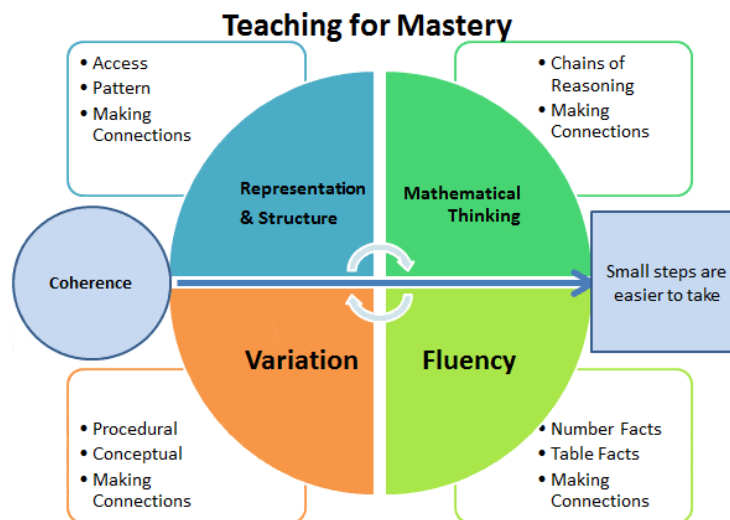 Teaching for Mastery
• Access
• Pattern
• Making
Connections
• Chains of
Reasoning
• Making
Connections
Representation
& Structure
Mathematical
Thinking
Coherence
Small steps are
easier to take
Variation
Fluency
• Procedural
• Conceptual
• Making
Connections
• Number Facts
• Table Facts
• Making
Connections